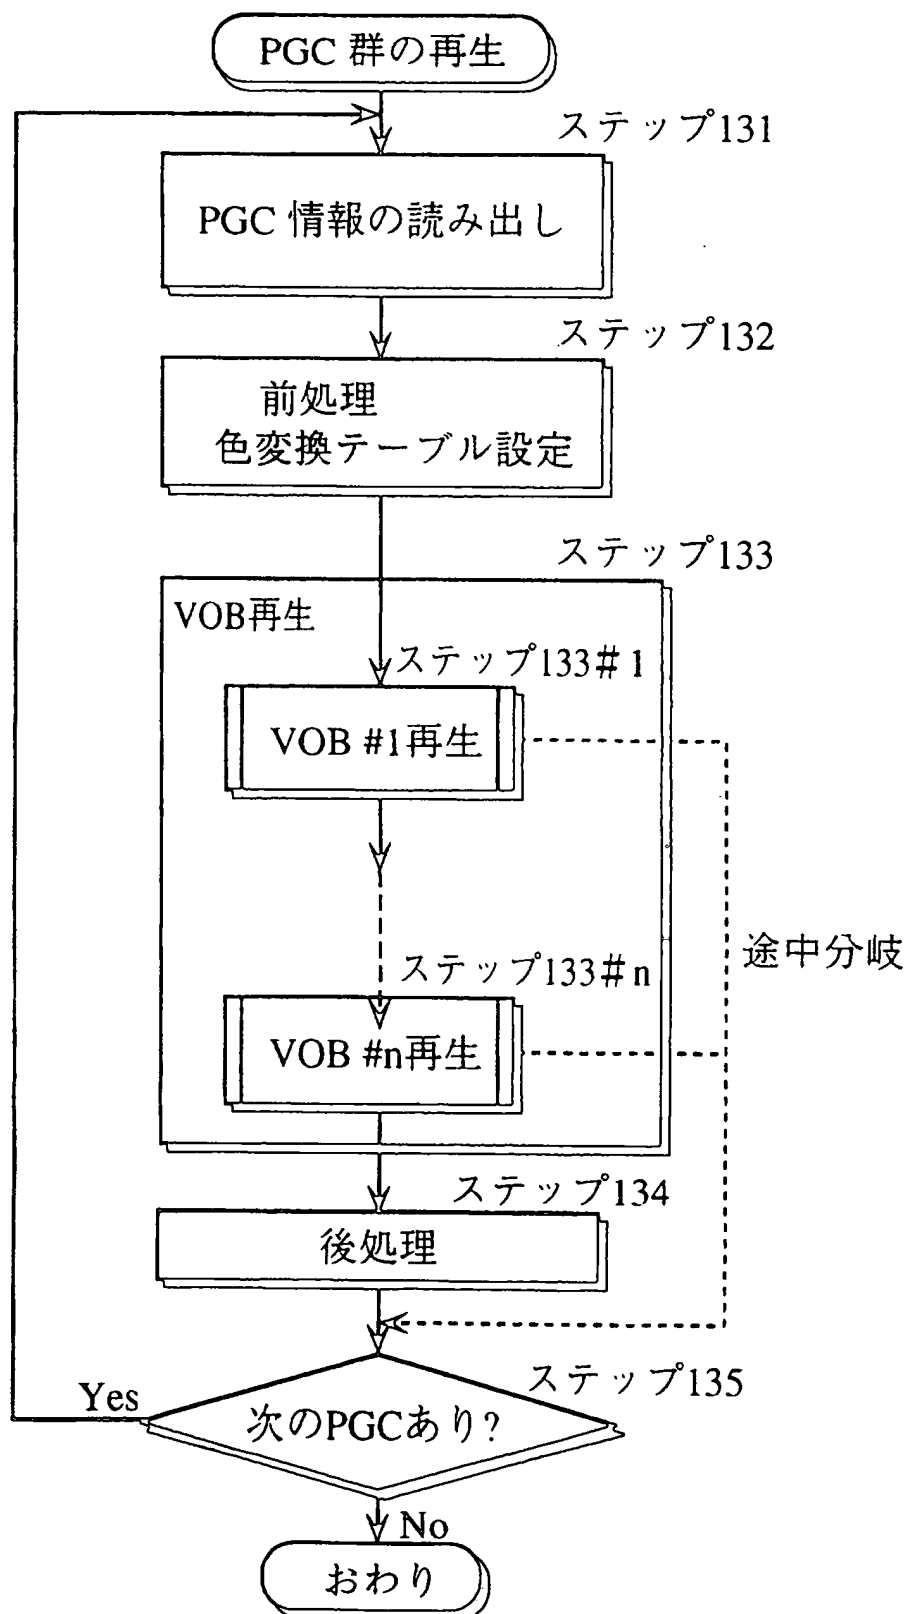 PGC 群の再生
ステップ131
PGC 情報の読み出し
ステップ132
前処理
色変換テーブル設定
ステップ133
VOB再生
ステップ133#1
VOB #1再生
途中分岐
ステップ133#n
VOB #n再生
ステップ134
後処理
ステップ135
Yes
次のPGCあり?
No
おわり